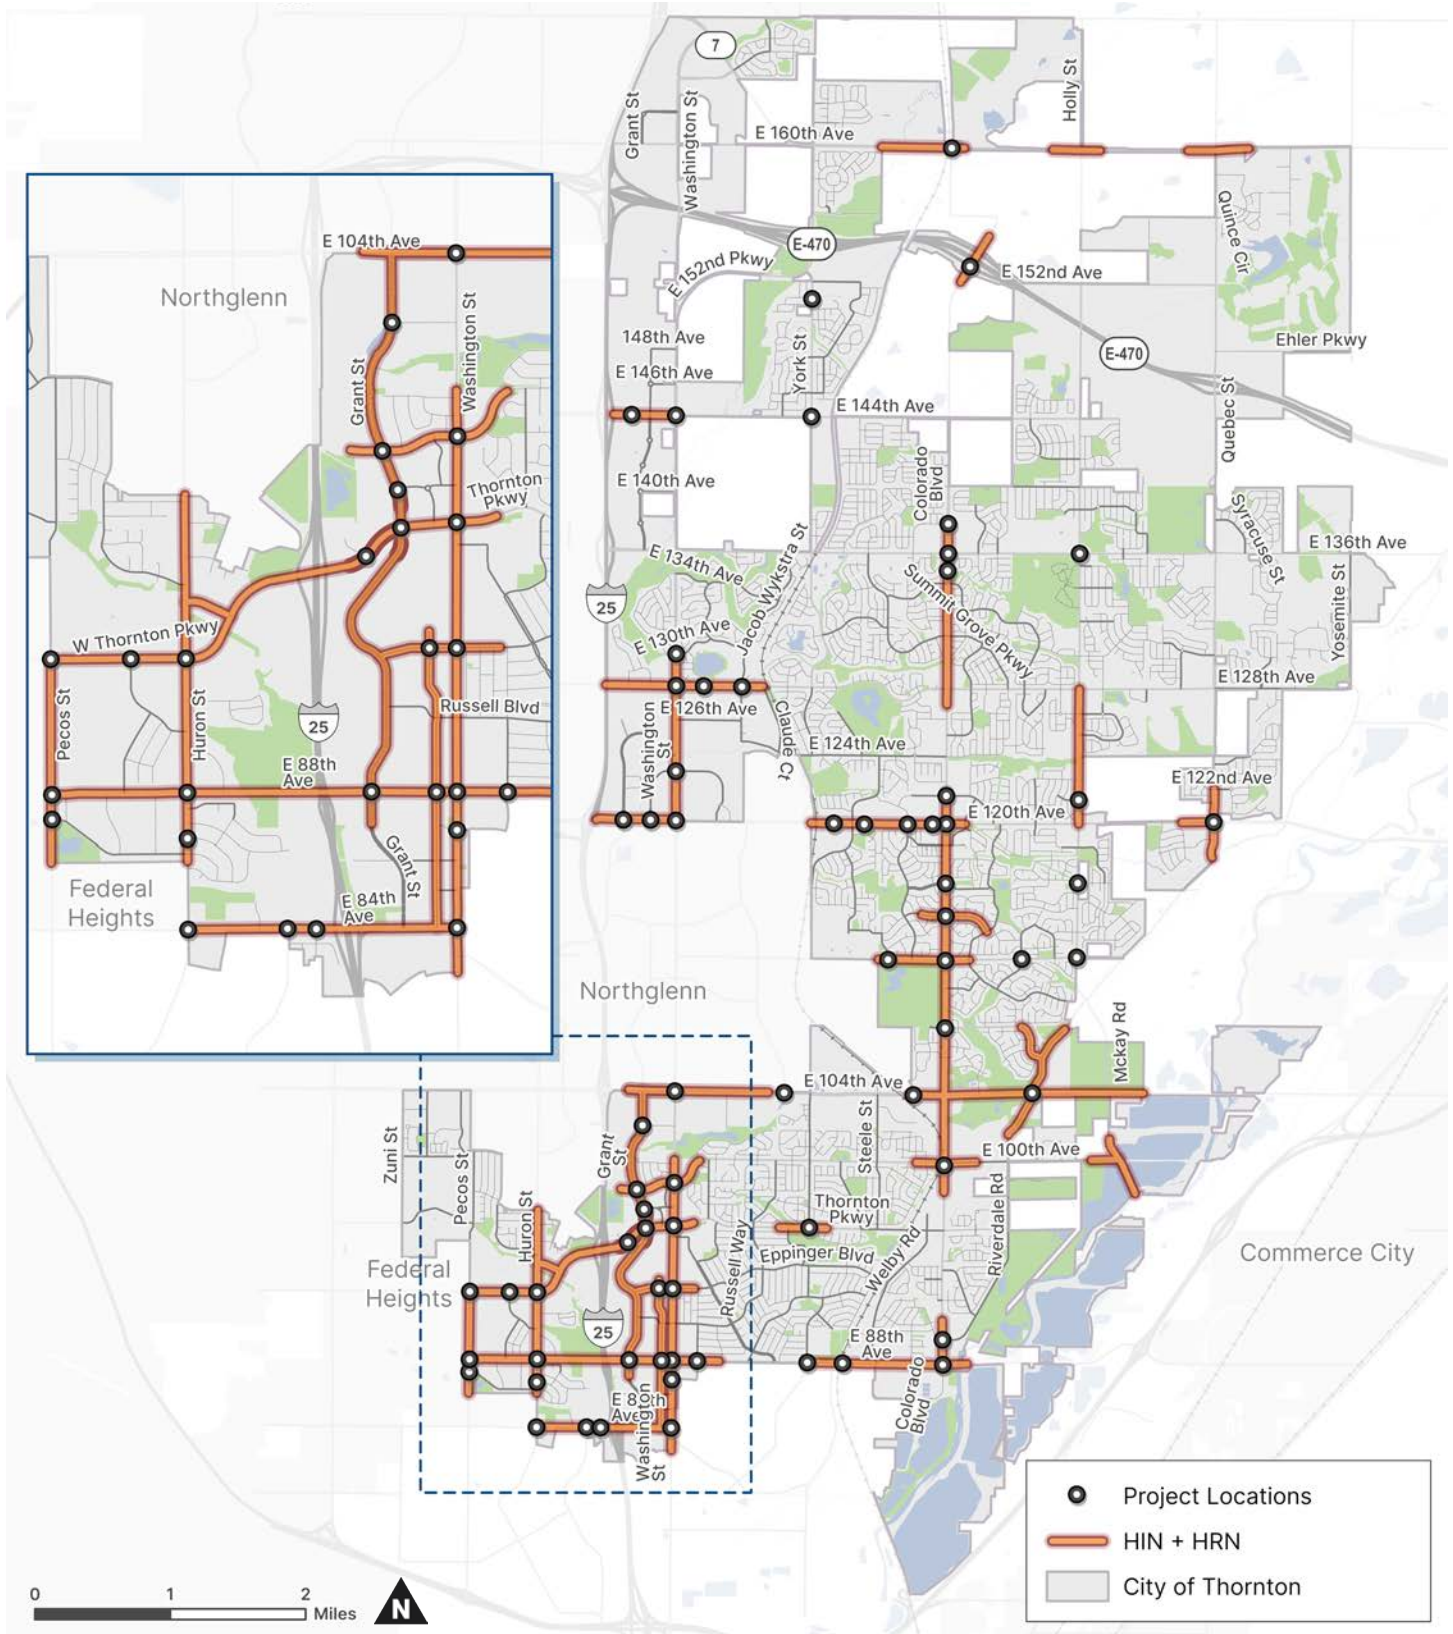 7
Grant St
Washington St
Holly St
E 160th Ave
E-470
E 152nd Pkwy
E 152nd Ave
Quince Cir
Ehler Pkwy
E-470
148th Ave
E 146th Ave
York St
E 144th Ave
Quebec St
E 140th Ave
Colorado
Blvd
Syracuse St
E 136th Ave
E 134th Ave
Jacob Wykstra St
Summit Grove Pkwy
25
E 130th Ave
Yosemite St
E 128th Ave
E 126th Ave
Washington
St
Claude Ct
E 124th Ave
E 122nd Ave
E 120th Ave
Northglenn
E 104th Ave
Mckay Rd
Steele St
E 100th Ave
Zuni St
Pecos St
Grant
St
Huron St
Thornton
Pkwy
Eppinger Blvd
Russell Way
Welby Rd
Riverdale Rd
Commerce City
Federal
Heights
25
E 88th
Ave
Colorado
Blvd
Washington
St
E 104th Ave
Northglenn
Washington St
Grant St
Thornton
Pkwy
W Thornton Pkwy
Pecos St
Huron St
25
Russell Blvd
E 88th
Ave
Grant St
E 84th
Ave
Federal
Heights
Project Locations
HIN + HRN
City of Thornton
0 1 2 Miles
N